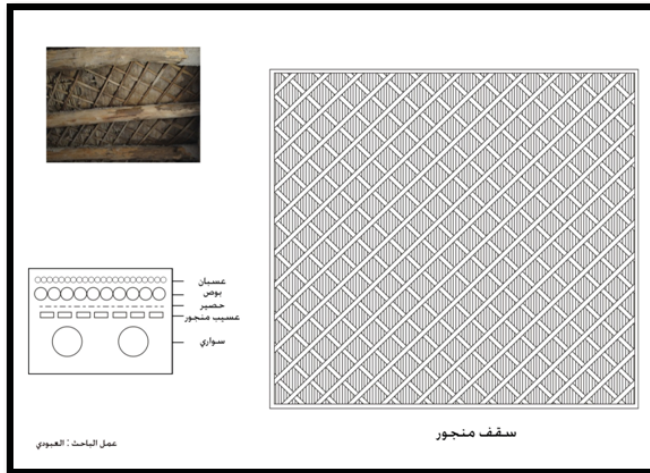 عسبان
بوص
حصير
عسيب منجور
سواري
سقف منجور
عمل الباحث : العبودي